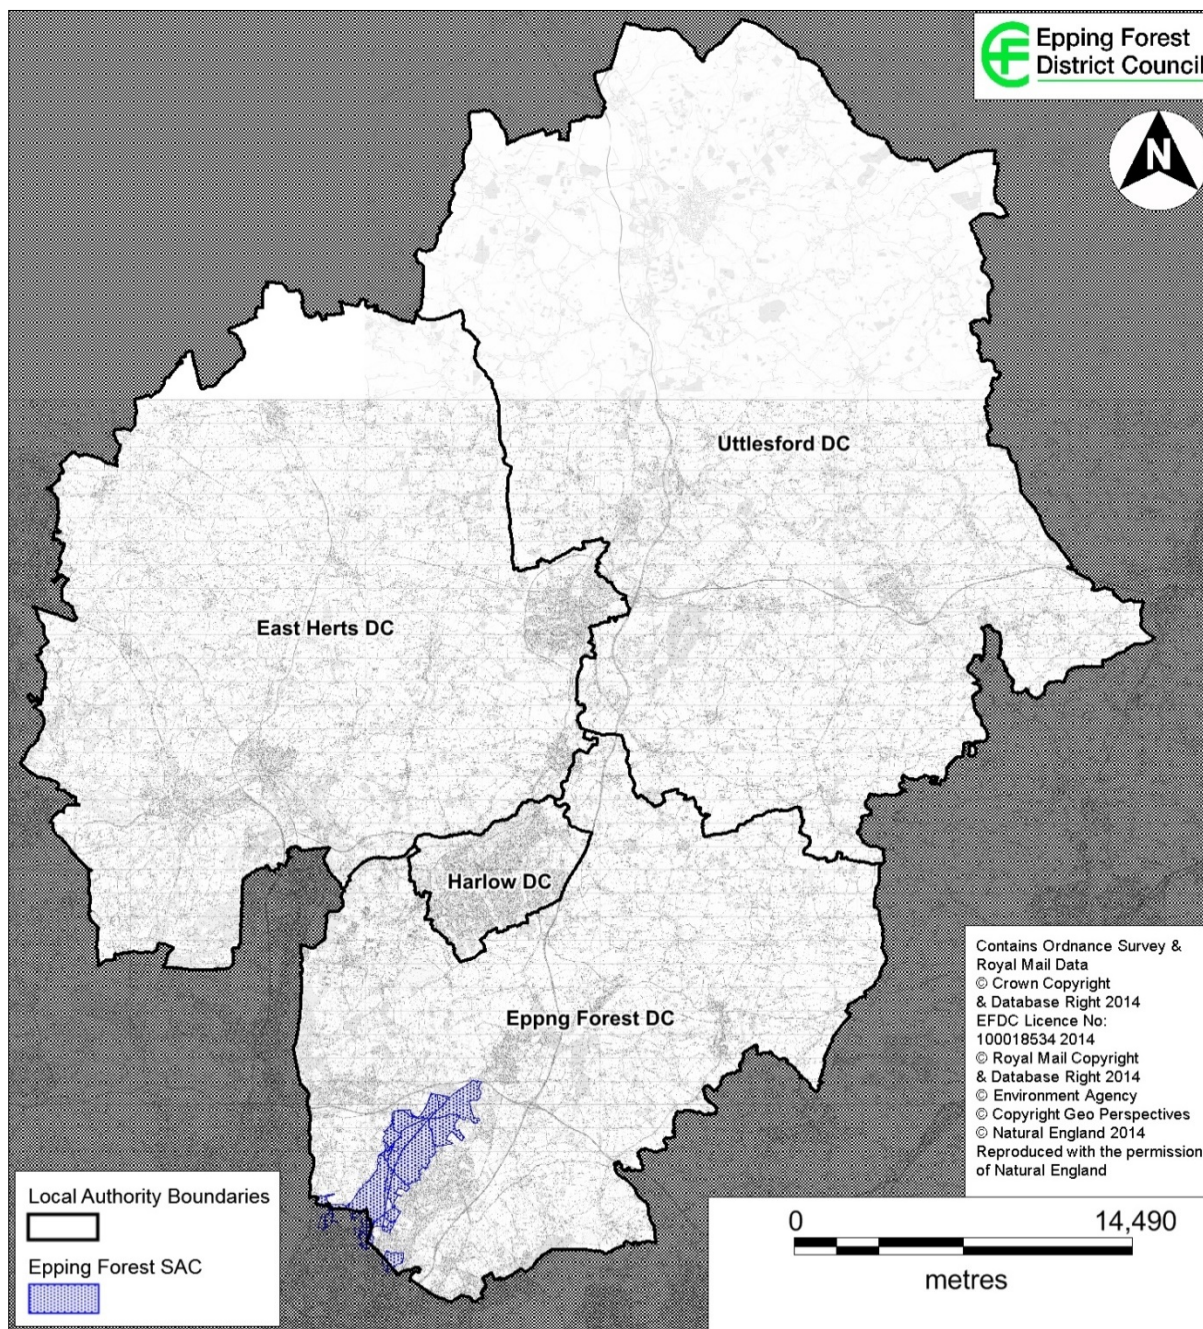 Epping Forest
District Council
N
Uttlesford DC
East Herts DC
Harlow DC
Eppng Forest DC
Contains Ordnance Survey &
Royal Mail Data
© Crown Copyright
& Database Right 2014
EFDC Licence No:
100018534 2014
© Royal Mail Copyright
& Database Right 2014
© Environment Agency
© Copyright Geo Perspectives
© Natural England 2014
Reproduced with the permission
of Natural England
Local Authority Boundaries
Epping Forest SAC
0 14,490
metres